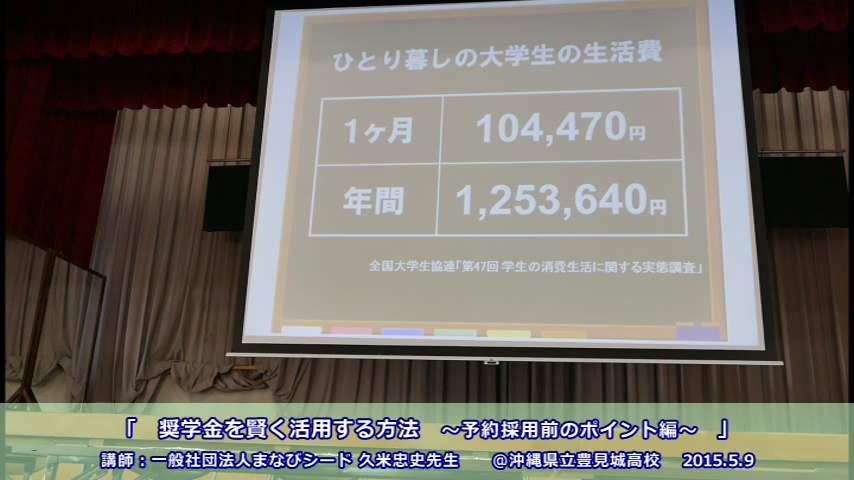 ひとり暮しの大学生の生活費
1ヶ月 104,470円
年間 1,253,640円
全国大学生協連「第47回 学生の消費生活に関する実態調査」
「 奨学金を賢く活用する方法 ～予約採用前のポイント編～ 」
講師：一般社団法人まなびシード 久米忠史先生 @沖縄県立豊見城高校 2015.5.9